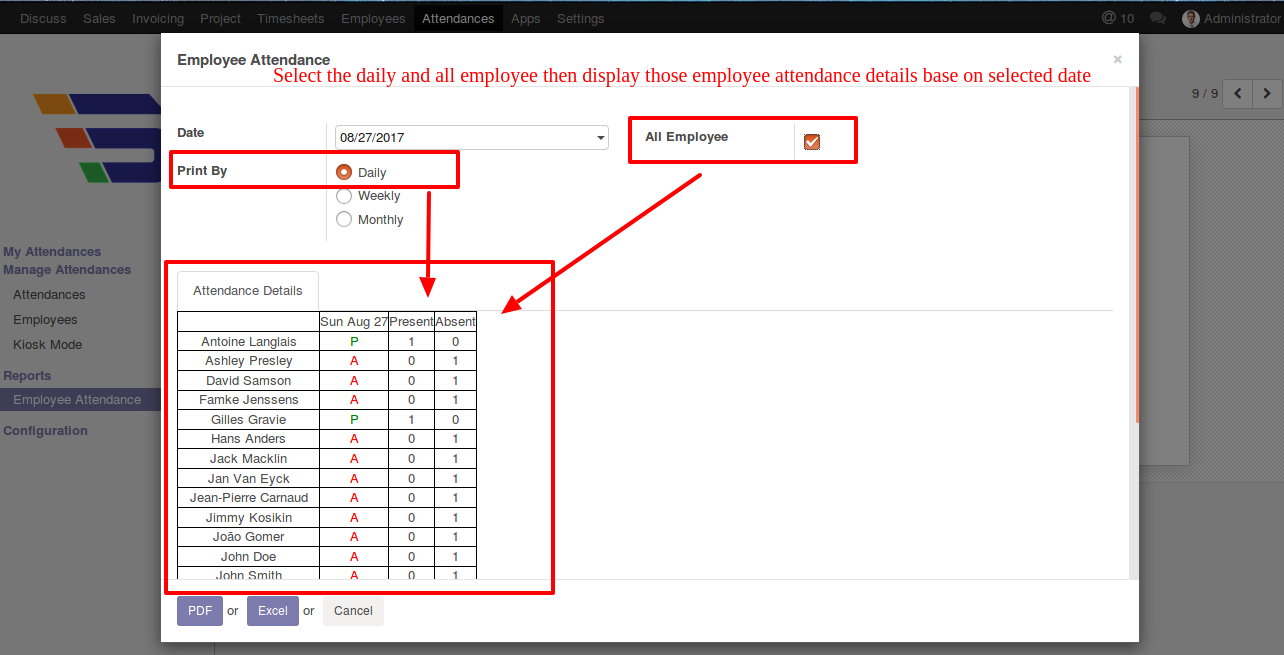 Discuss Sales Invoicing Project Timesheets Employees Attendances Apps Settings @ 10 Administrator
Employee Attendance ×
Select the daily and all employee then display those employee attendance details base on selected date
9 / 9
Date 08/27/2017 All Employee
Print By Daily
Weekly
Monthly
My Attendances
Manage Attendances
Attendances
Employees
Kiosk Mode
Reports
Employee Attendance
Configuration
Attendance Details
Sun Aug 27 Present Absent
Antoine Langlais P 1 0
Ashley Presley A 0 1
David Samson A 0 1
Famke Jenssens A 0 1
Gilles Gravie P 1 0
Hans Anders A 0 1
Jack Macklin A 0 1
Jan Van Eyck A 0 1
Jean-Pierre Carnaud A 0 1
Jimmy Kosikin A 0 1
João Gomer A 0 1
John Doe A 0 1
John Smith A 0 1
PDF or Excel or Cancel